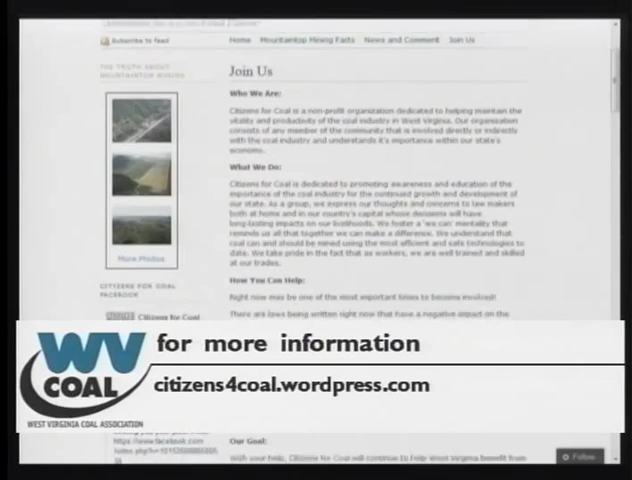 Subscribe to feed
Home Mountaintop Mining Facts News and Comment Join Us
THE TRUTH ABOUT
MOUNTAINTOP MINING
Join Us
Who We Are:
Citizens for Coal is a non-profit organization dedicated to helping maintain the
vitality and productivity of the coal industry in West Virginia. Our organization
consists of any member of the community that is involved directly or indirectly
with the coal industry and understands it's importance within our state's
economy.
What We Do:
Citizens for Coal is dedicated to promoting awareness and education of the
importance of the coal industry for the continued growth and development of
our state. As a group, we express our thoughts and concerns to law makers
both at home and in our country's capital whose decisions will have
long-lasting impacts on our livelihoods. We foster a 'we can' mentality that
reminds us all that together we can make a difference. We understand that
coal can and should be mined using the most efficient and safe technologies to
date. We take pride in the fact that as workers, we are well trained and skilled
at our trades.
More Photos
How You Can Help:
CITIZENS FOR COAL
FACEBOOK
Right now may be one of the most important times to become involved!
There are laws being written right now that have a negative impact on the
Citizens for Coal
WV
COAL
WEST VIRGINIA COAL ASSOCIATION
for more information
citizens4coal.wordpress.com
https://www.facebook.com
Our Goal:
With your help, Citizens for Coal will continue to help West Virginia benefit from
Follow